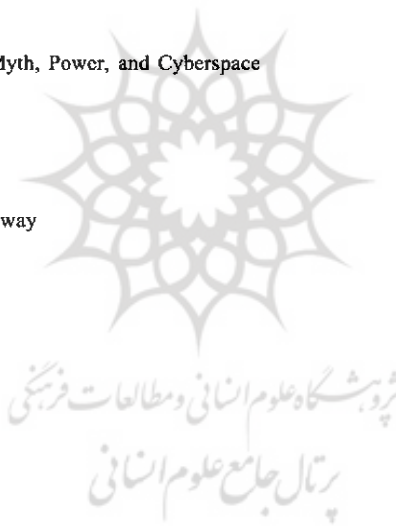 Myth, Power, and Cyberspace
way
پژوهشگاه علوم انسانی و مطالعات فرهنگی
پرتال جامع علوم انسانی